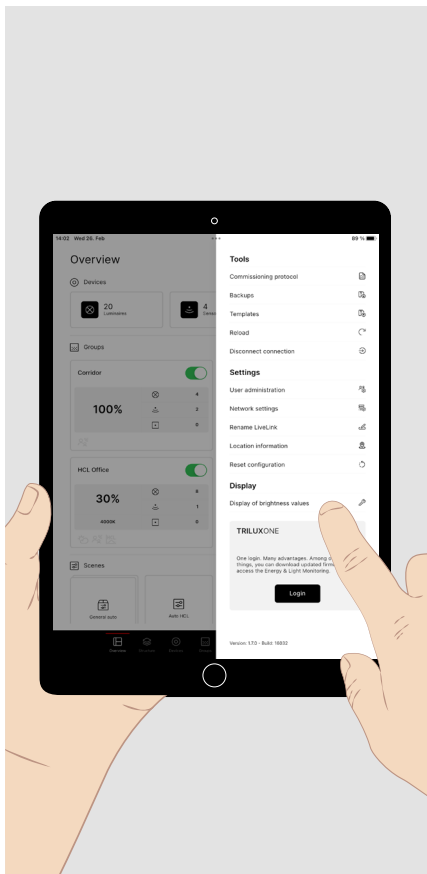 14:02 Wed 26. Feb
89 %
Overview
Devices
20
Luminaires
4
Groups
Corridor
100%
4
2
0
HCL Office
30%
4000K
6
1
0
Scenes
General auto
Auto HCL
Overview
Devices
Tools
Commissioning protocol
Backups
Templates
Reload
Disconnect connection
Settings
User administration
Network settings
Rename LiveLink
Location information
Reset configuration
Display
Display of brightness values
TRILUXONE
One login. Many advantages. Among
things, you can download updated
access the Energy & Light Monitoring.
Login
Version: 1.7.0 - Build: 16802